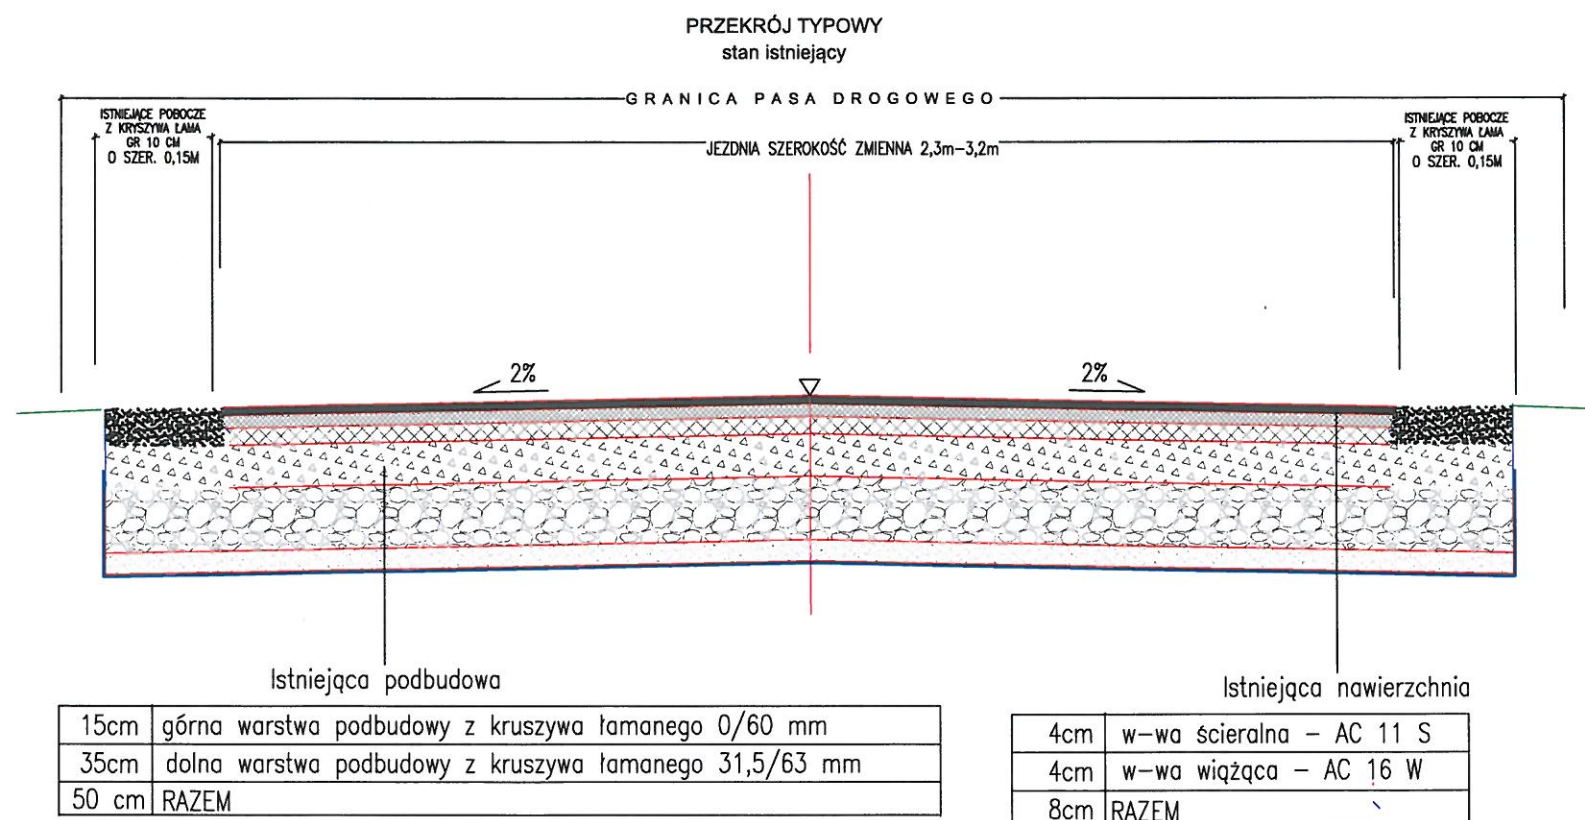 PRZEKRÓJ TYPOWY
stan istniejący
GRANICA PASA DROGOWEGO
ISTNIEJĄCE POBOCZE
Z KRYSZYWA ŁAMA
GR 10 CM
O SZER. 0,15M
JEZDNIA SZEROKOŚĆ ZMIENNA 2,3m-3,2m
ISTNIEJĄCE POBOCZE
Z KRYSZYWA ŁAMA
GR 10 CM
O SZER. 0,15M
2%
2%
Istniejąca podbudowa
15cm górna warstwa podbudowy z kruszywa łamanego 0/60 mm
35cm dolna warstwa podbudowy z kruszywa łamanego 31,5/63 mm
50 cm RAZEM
Istniejąca nawierzchnia
4cm w-wa ścieralna - AC 11 S
4cm w-wa wiążąca - AC 16 W
8cm RAZEM